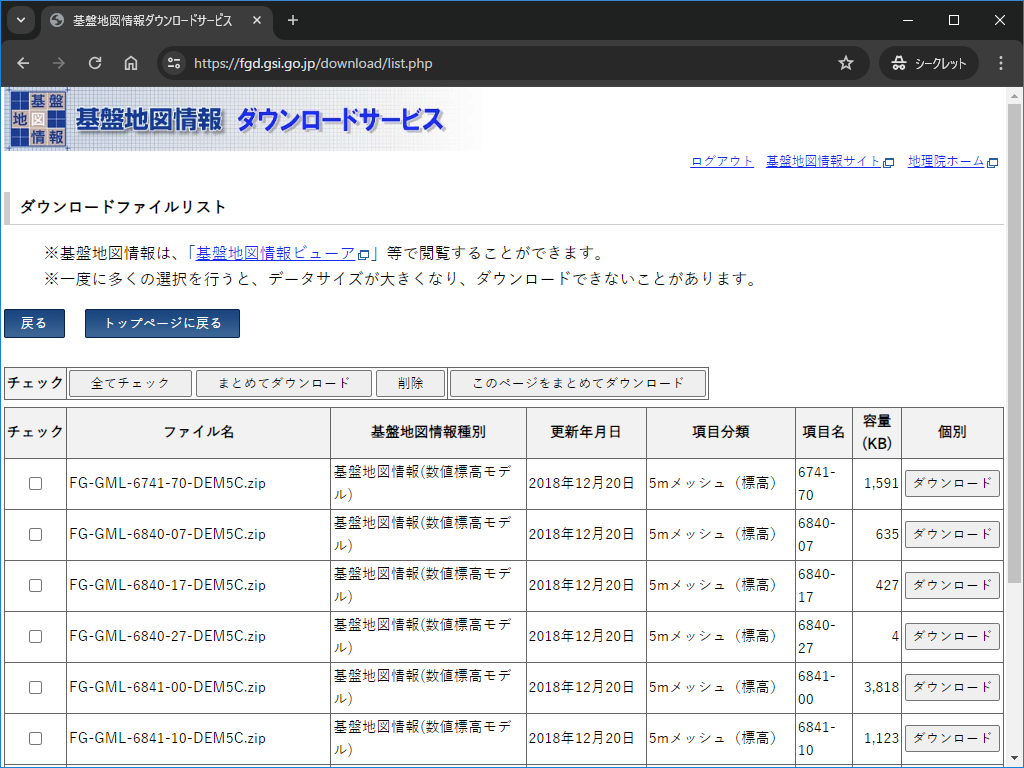 基盤地図情報ダウンロードサービス
https://fgd.gsi.go.jp/download/list.php
シークレット
基盤地図情報
基盤地図情報 ダウンロードサービス
ログアウト 基盤地図情報サイト 地理院ホーム
ダウンロードファイルリスト
※基盤地図情報は、「基盤地図情報ビューア」等で閲覧することができます。
※一度に多くの選択を行うと、データサイズが大きくなり、ダウンロードできないことがあります。
戻る トップページに戻る
チェック 全てチェック まとめてダウンロード 削除 このページをまとめてダウンロード
チェック ファイル名 基盤地図情報種別 更新年月日 項目分類 項目名 容量(KB) 個別
FG-GML-6741-70-DEM5C.zip 基盤地図情報(数値標高モデル) 2018年12月20日 5mメッシュ（標高） 6741-70 1,591 ダウンロード
FG-GML-6840-07-DEM5C.zip 基盤地図情報(数値標高モデル) 2018年12月20日 5mメッシュ（標高） 6840-07 635 ダウンロード
FG-GML-6840-17-DEM5C.zip 基盤地図情報(数値標高モデル) 2018年12月20日 5mメッシュ（標高） 6840-17 427 ダウンロード
FG-GML-6840-27-DEM5C.zip 基盤地図情報(数値標高モデル) 2018年12月20日 5mメッシュ（標高） 6840-27 4 ダウンロード
FG-GML-6841-00-DEM5C.zip 基盤地図情報(数値標高モデル) 2018年12月20日 5mメッシュ（標高） 6841-00 3,818 ダウンロード
FG-GML-6841-10-DEM5C.zip 基盤地図情報(数値標高モデル) 2018年12月20日 5mメッシュ（標高） 6841-10 1,123 ダウンロード